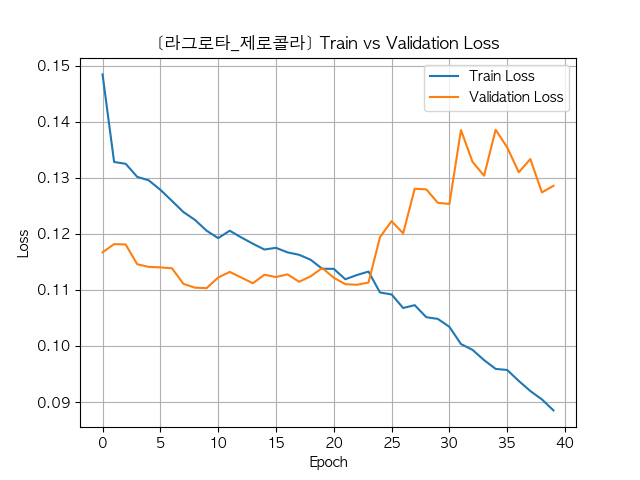 [라그로타_제로콜라] Train vs Validation Loss
Train Loss
Validation Loss
Loss
0.15
0.14
0.13
0.12
0.11
0.10
0.09
0 5 10 15 20 25 30 35 40
Epoch